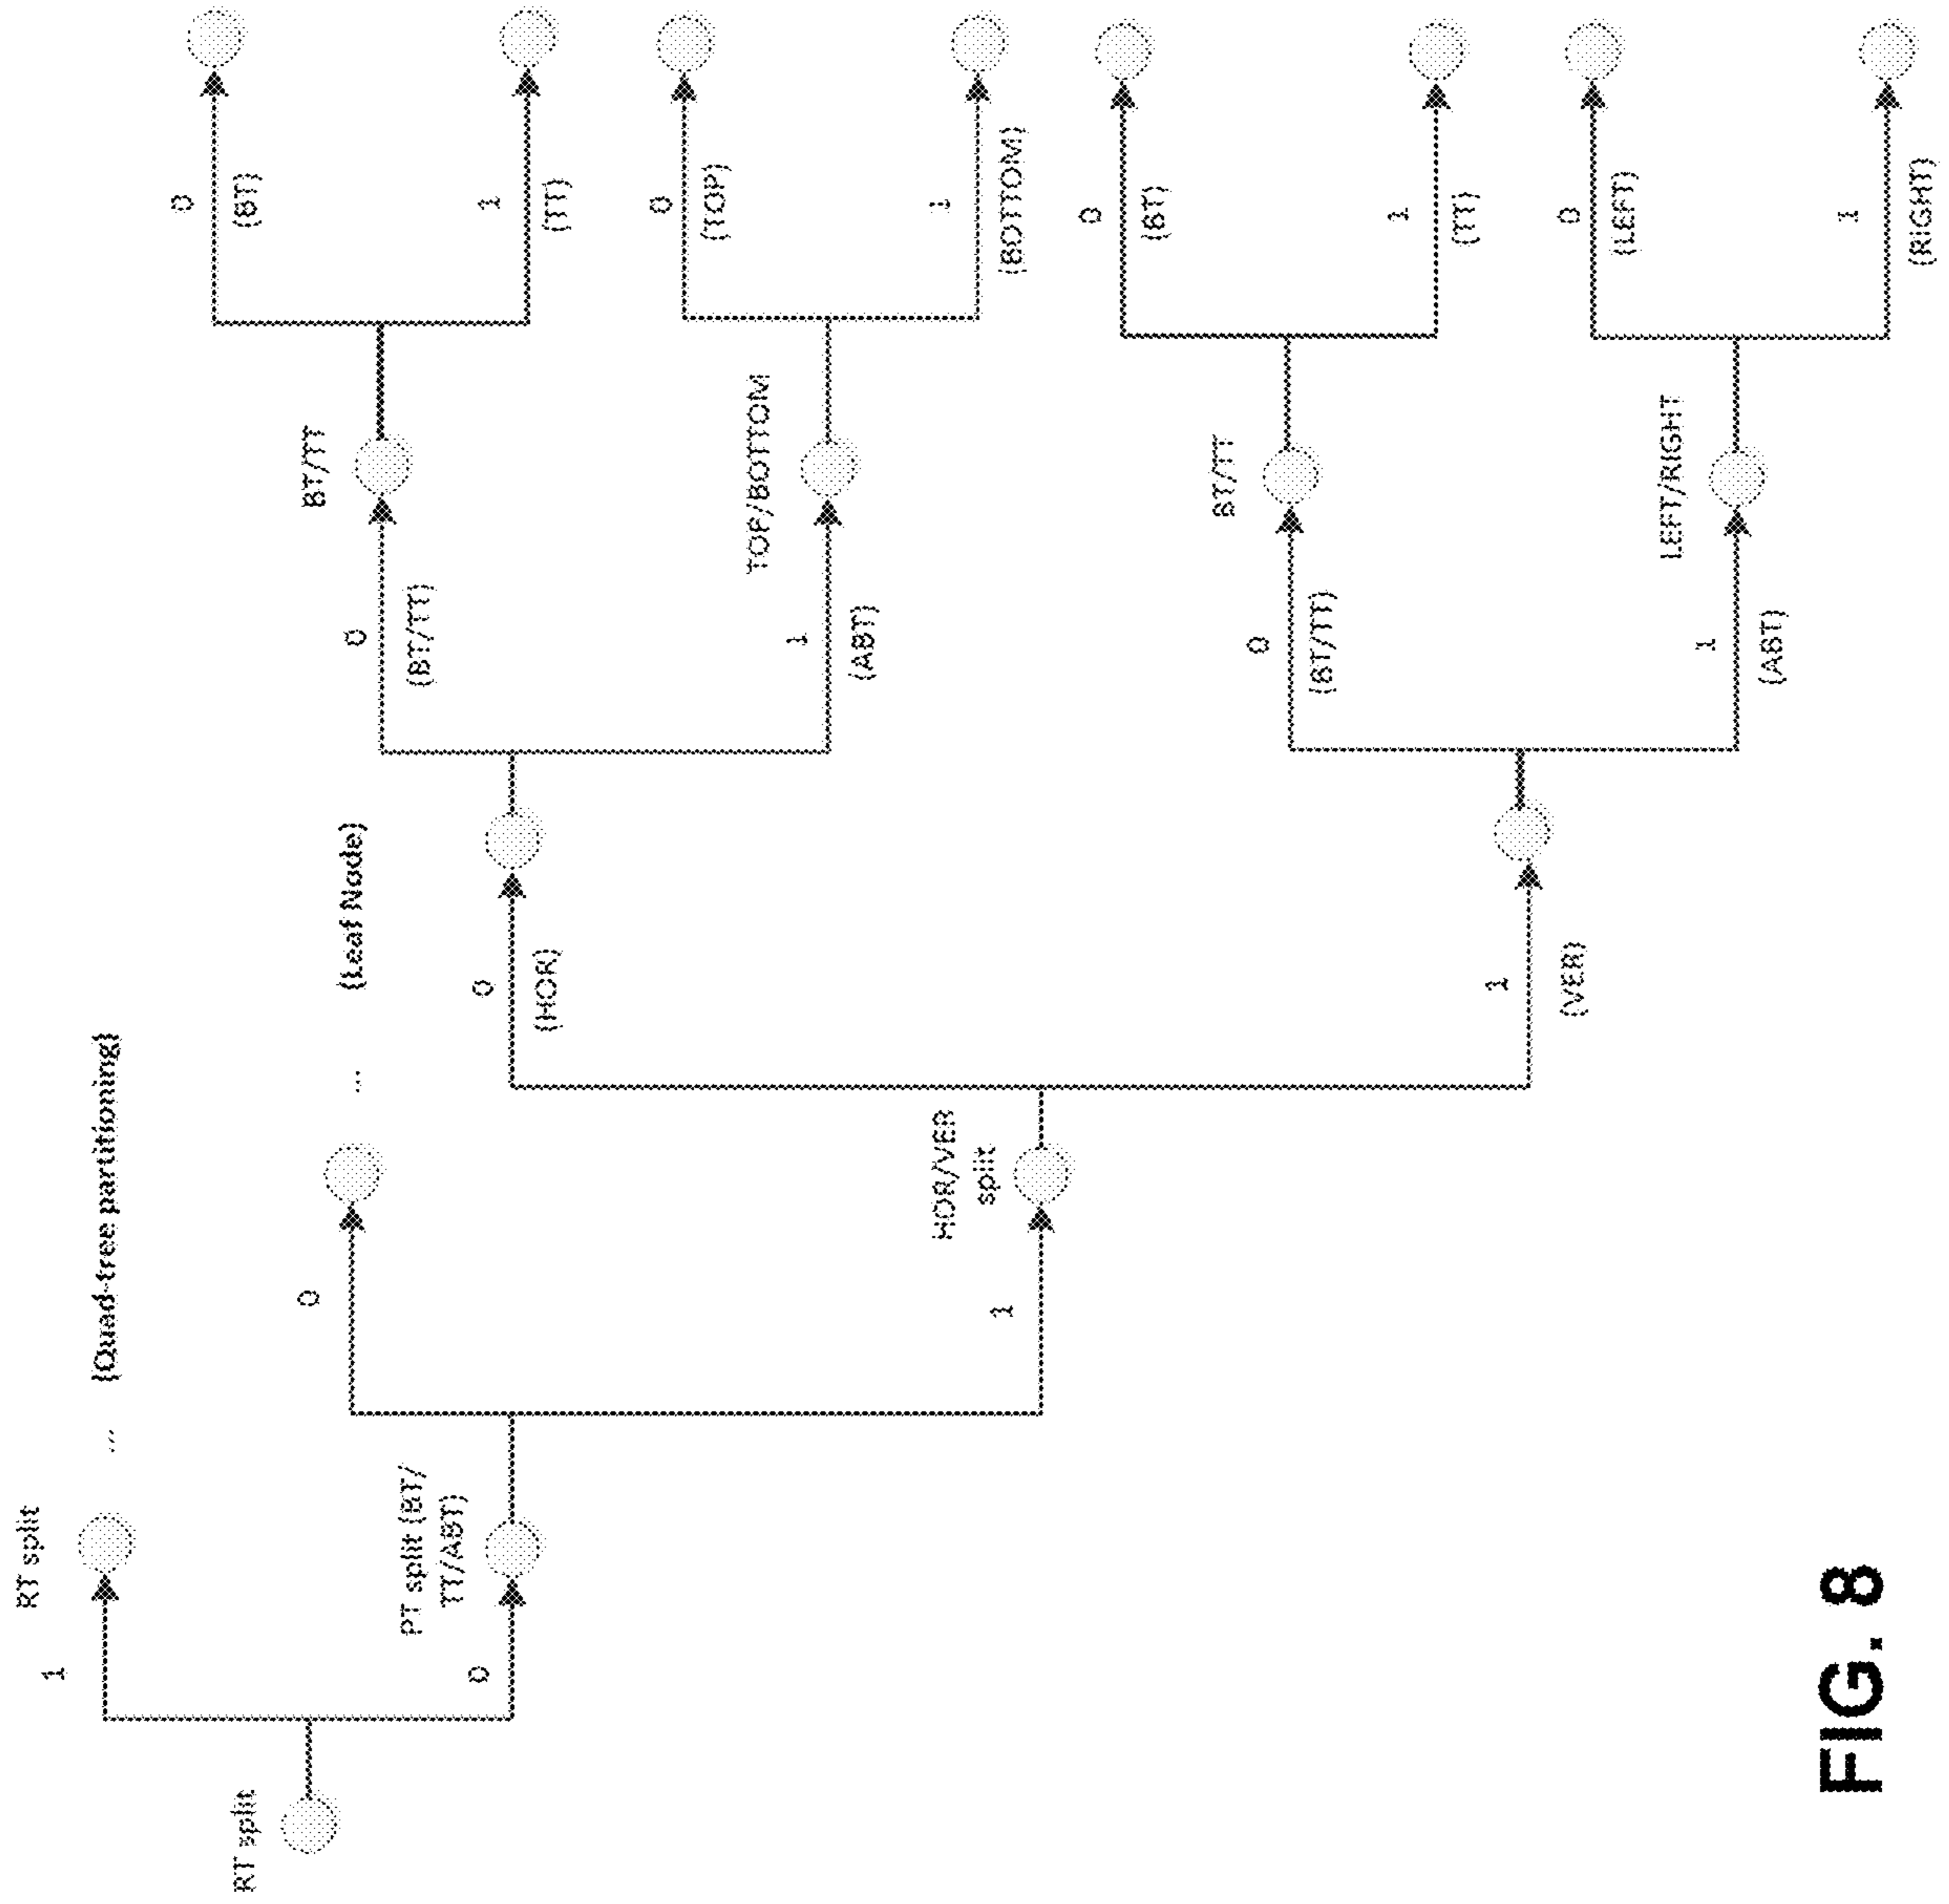 RT split
1
RT split
...
(Quad-tree partitioning)
0
PT split (BT/
TT/ABT)
0
...
(Leaf Node)
1
HOR/VER
split
0
(HOR)
1
(VER)
0
(BT/TT)
BT/TT
1
(ABT)
TOP/BOTTOM
0
(BT/TT)
BT/TT
1
(ABT)
LEFT/RIGHT
0
(BT)
1
(TT)
0
(TOP)
1
(BOTTOM)
0
(BT)
1
(TT)
0
(LEFT)
1
(RIGHT)
FIG. 8